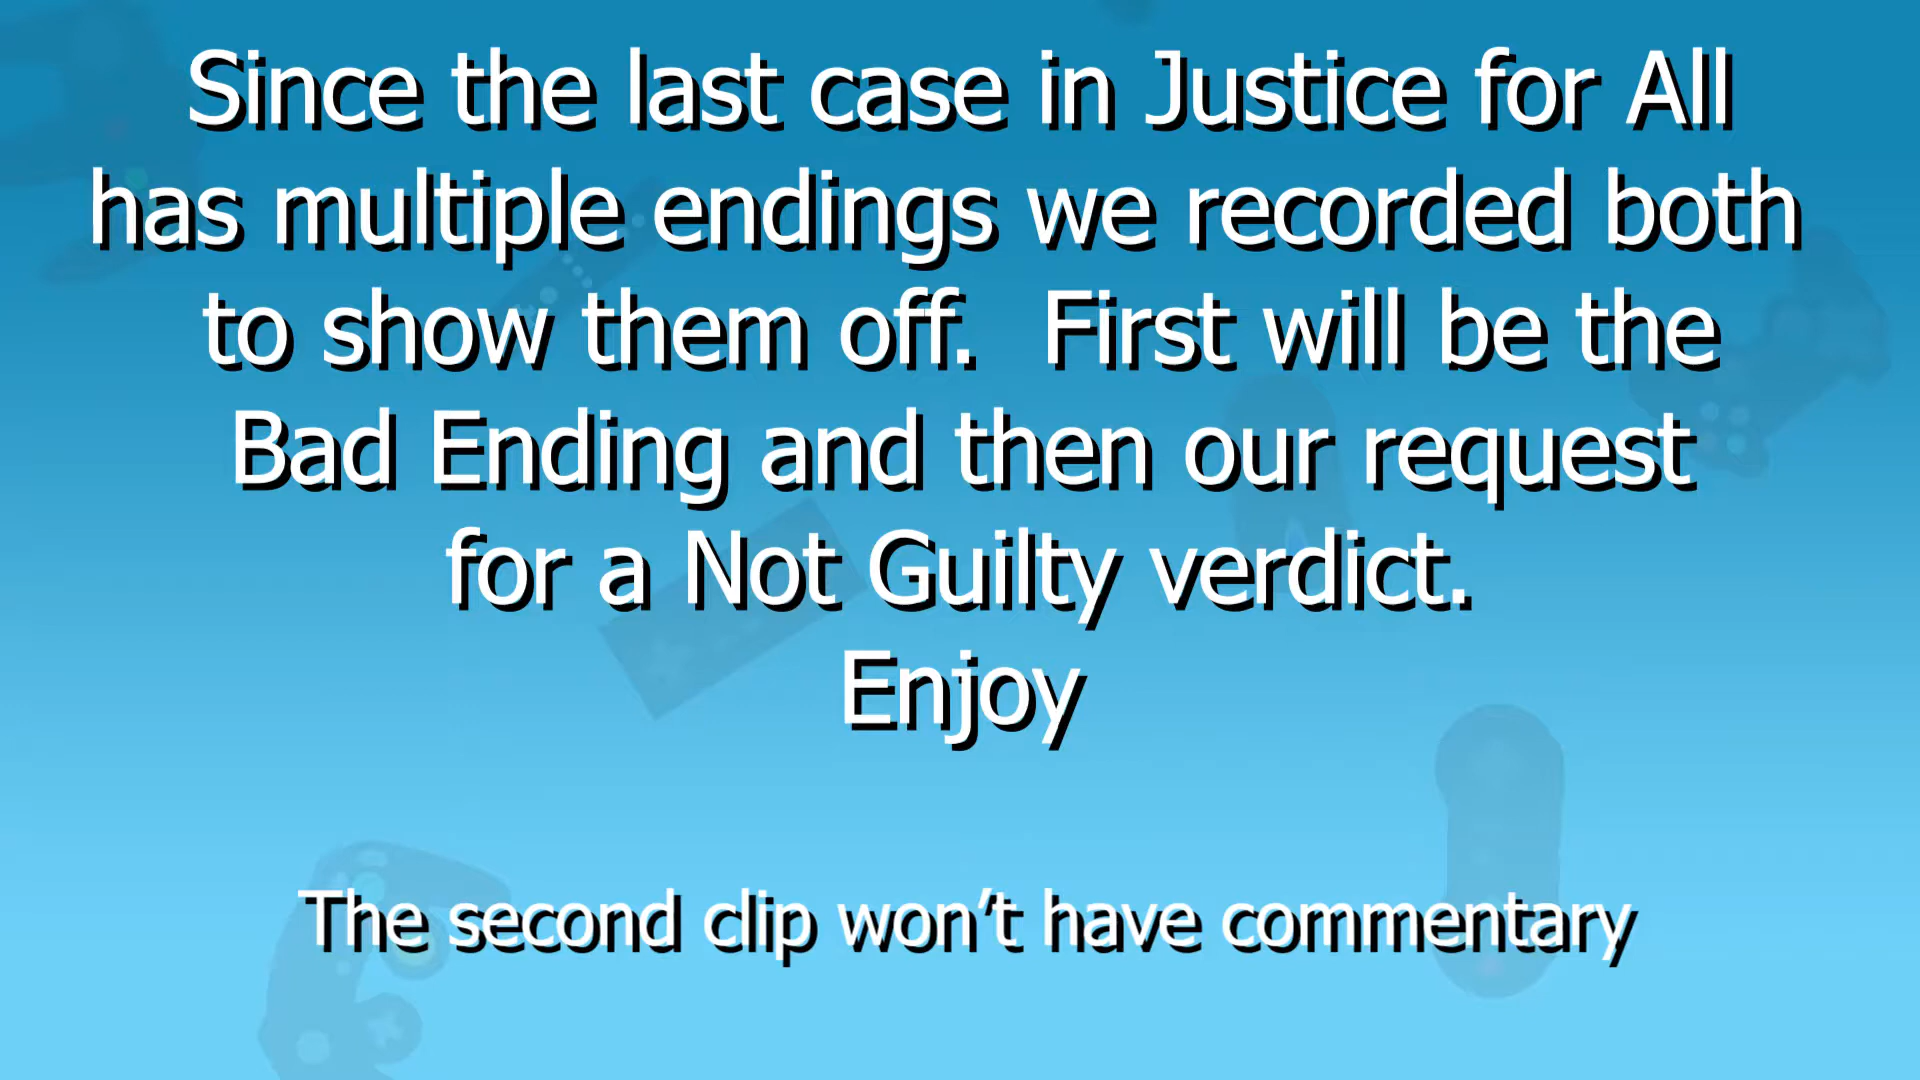 Since the last case in Justice for All
has multiple endings we recorded both
to show them off.  First will be the
Bad Ending and then our request
for a Not Guilty verdict.
Enjoy
The second clip won’t have commentary